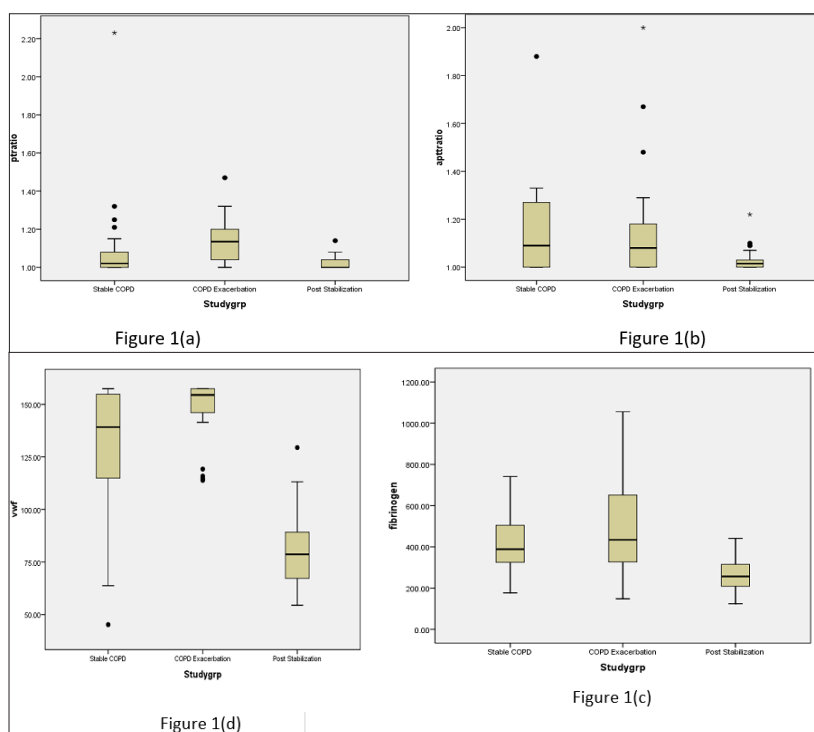 ptratio
2.20
2.00
1.80
1.60
1.40
1.20
1.00
*
Stable COPD COPD Exacerbation Post Stabilization
Studygrp
Figure 1(a)
apttratio
2.00
1.80
1.60
1.40
1.20
1.00
*
*
Stable COPD COPD Exacerbation Post Stabilization
Studygrp
Figure 1(b)
vwf
150.00
125.00
100.00
75.00
50.00
Stable COPD COPD Exacerbation Post Stabilization
Studygrp
Figure 1(d)
fibrinogen
1200.00
1000.00
800.00
600.00
400.00
200.00
0.00
Stable COPD COPD Exacerbation Post Stabilization
Studygrp
Figure 1(c)